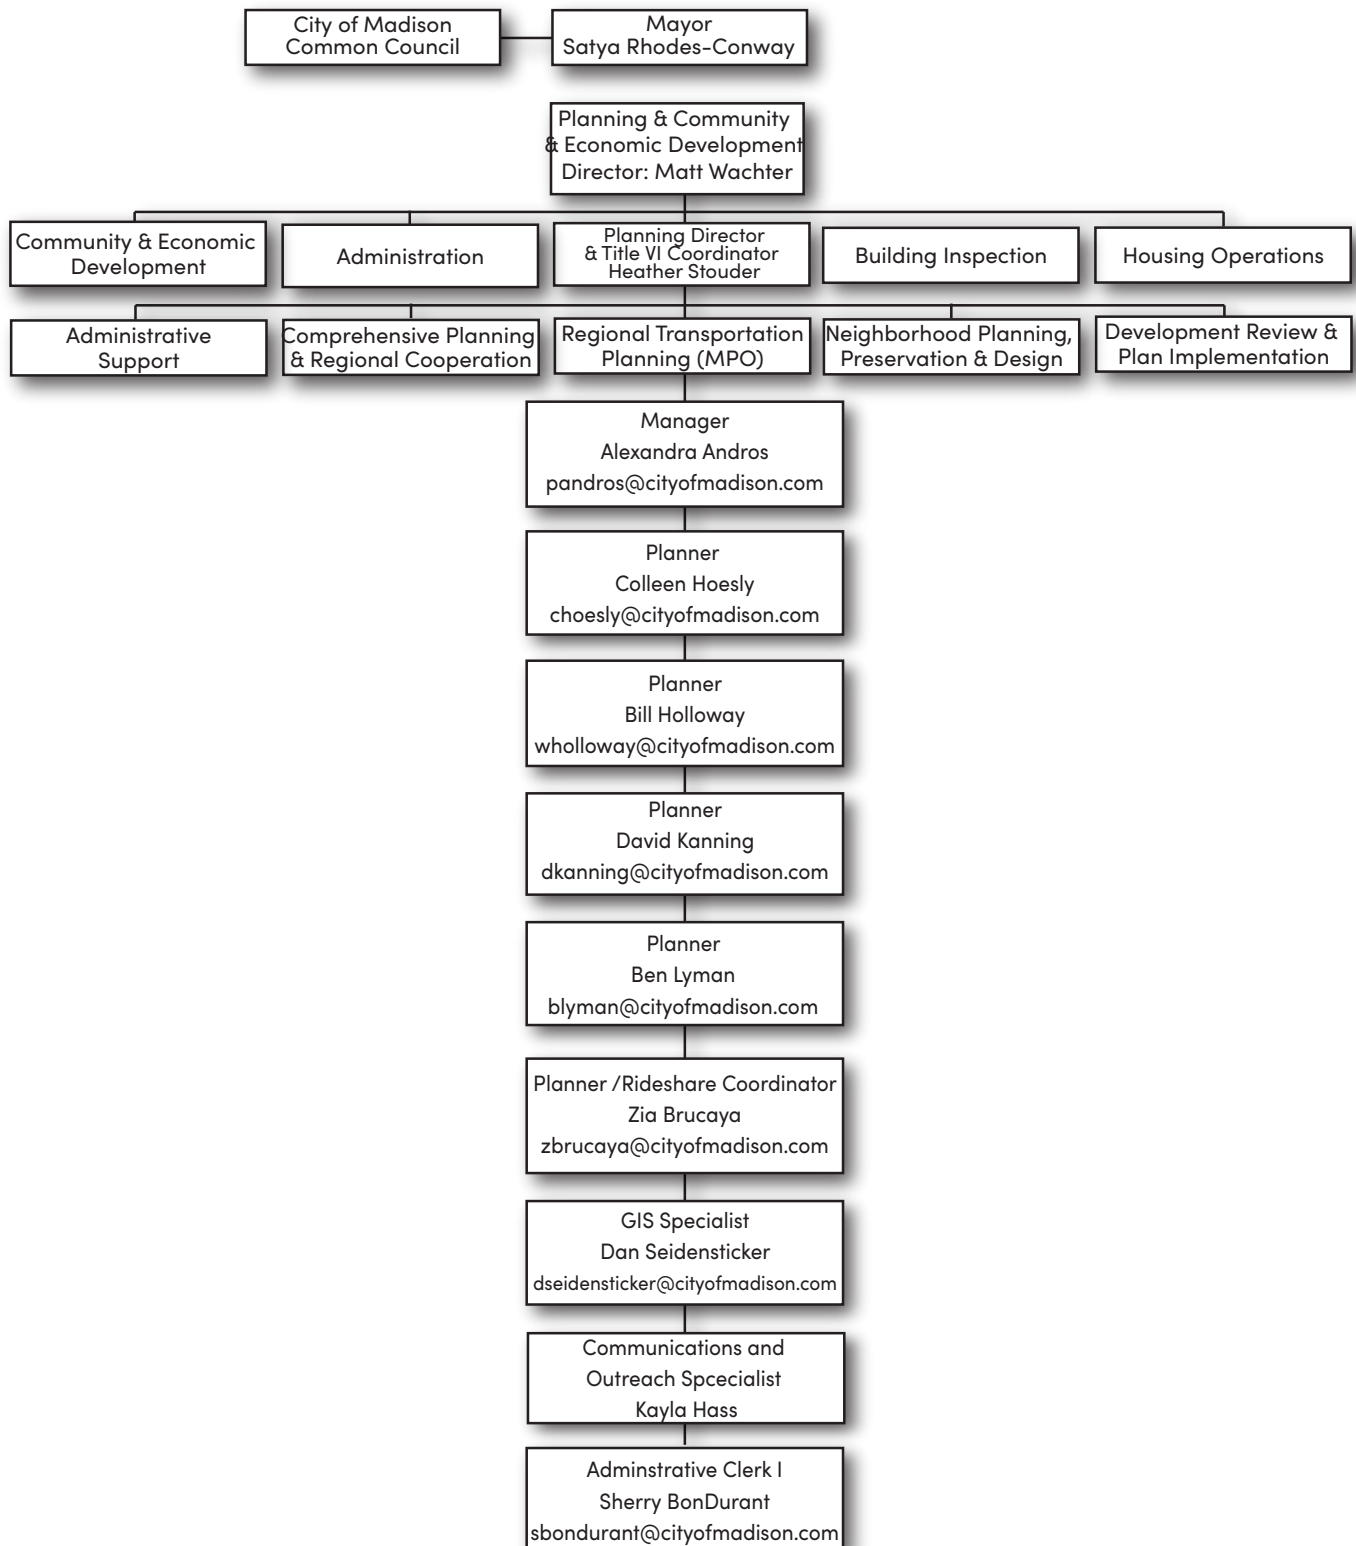 City of Madison
Common Council
Mayor
Satya Rhodes-Conway
Planning & Community
& Economic Development
Director: Matt Wachter
Community & Economic
Development
Administration
Planning Director
& Title VI Coordinator
Heather Stouder
Building Inspection
Housing Operations
Administrative
Support
Comprehensive Planning
& Regional Cooperation
Regional Transportation
Planning (MPO)
Neighborhood Planning,
Preservation & Design
Development Review &
Plan Implementation
Manager
Alexandra Andros
pandros@cityofmadison.com
Planner
Colleen Hoesly
choesly@cityofmadison.com
Planner
Bill Holloway
wholloway@cityofmadison.com
Planner
David Kanning
dkanning@cityofmadison.com
Planner
Ben Lyman
blyman@cityofmadison.com
Planner /Rideshare Coordinator
Zia Brucaya
zbrucaya@cityofmadison.com
GIS Specialist
Dan Seidensticker
dseidensticker@cityofmadison.com
Communications and
Outreach Spcecialist
Kayla Hass
Adminstrative Clerk I
Sherry BonDurant
sbondurant@cityofmadison.com